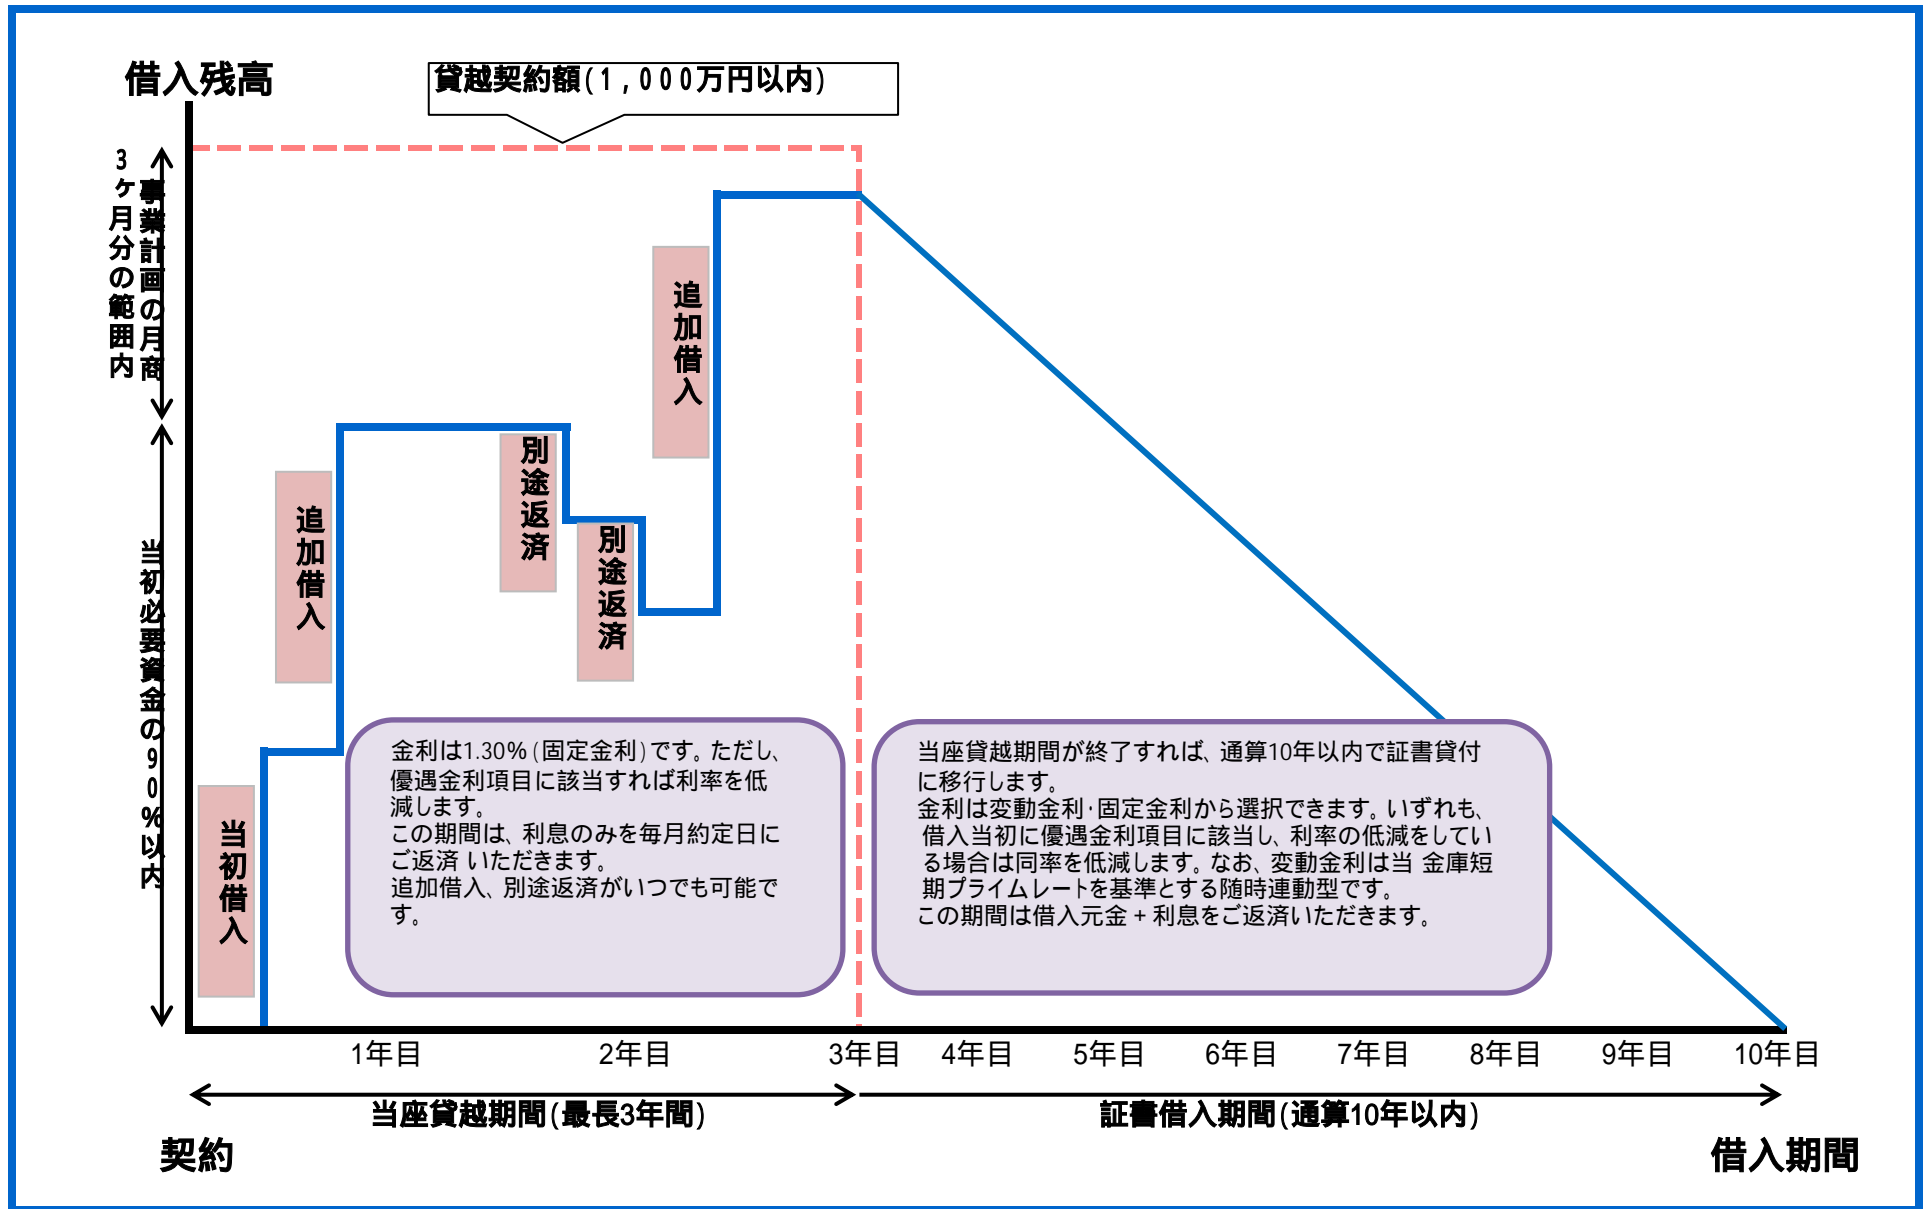 借入残高
貸越契約額(1,000万円以内)
事業計画の月商
3ヶ月分の範囲内
当初必要資金の90%以内
当初借入
追加借入
別途返済
別途返済
追加借入
金利は1.30%(固定金利)です。ただし、
優遇金利項目に該当すれば利率を低
減します。
この期間は、利息のみを毎月約定日に
ご返済 いただきます。
追加借入、別途返済がいつでも可能で
す。
当座貸越期間が終了すれば、通算10年以内で証書貸付
に移行します。
金利は変動金利・固定金利から選択できます。いずれも、
借入当初に優遇金利項目に該当し、利率の低減をしてい
る場合は同率を低減します。なお、変動金利は当 金庫短
期プライムレートを基準とする随時連動型です。
この期間は借入元金+利息をご返済いただきます。
1年目 2年目 3年目 4年目 5年目 6年目 7年目 8年目 9年目 10年目
当座貸越期間(最長3年間) 証書借入期間(通算10年以内)
契約 借入期間